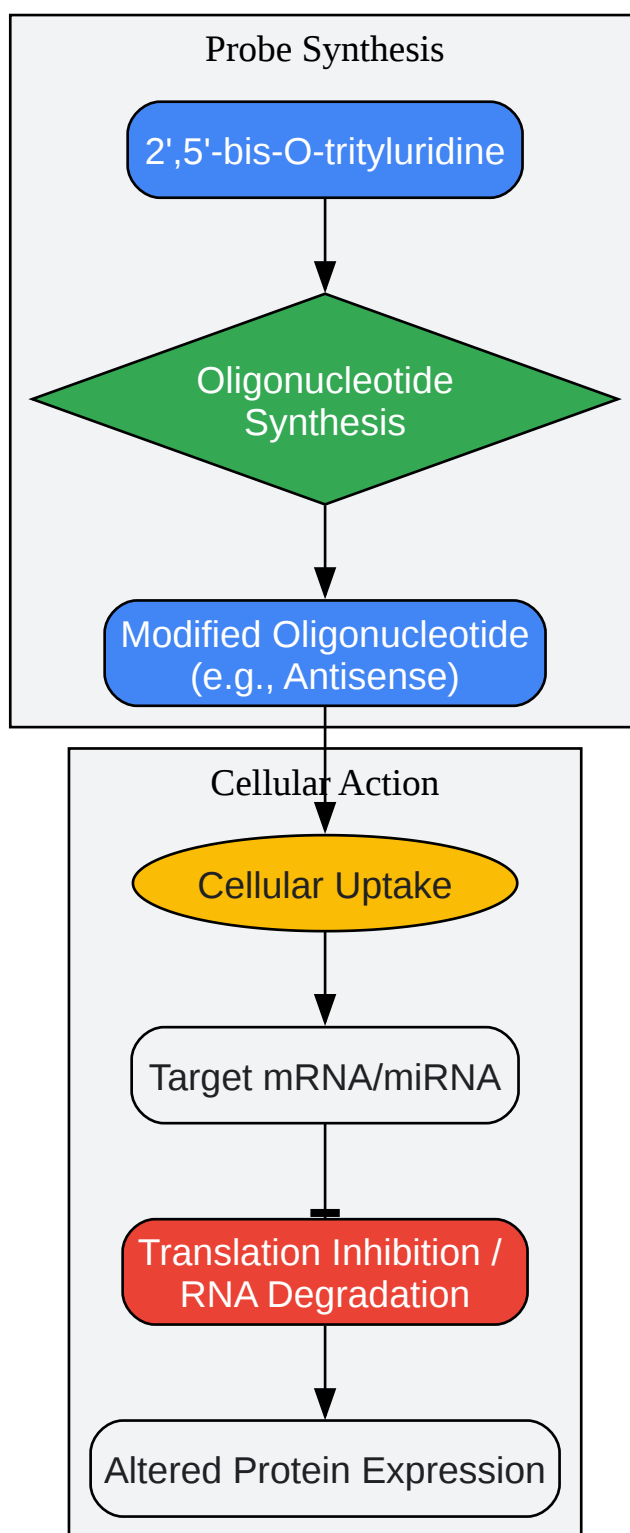 Probe Synthesis
2',5'-bis-O-trityluridine
Oligonucleotide
Synthesis
Modified Oligonucleotide
(e.g., Antisense)
Cellular Action
Cellular Uptake
Target mRNA/miRNA
Translation Inhibition /
RNA Degradation
Altered Protein Expression